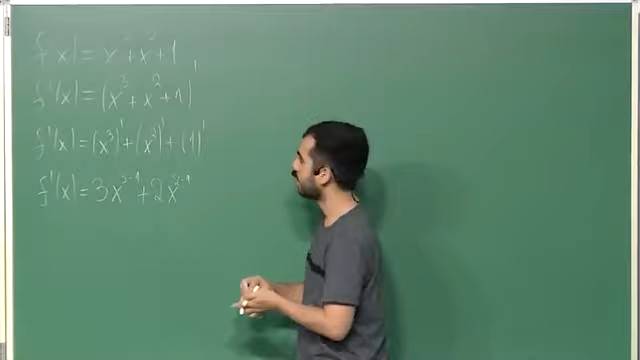 f(x)=x³+x²+1
f'(x)=(x³+x²+1)'
f'(x)=(x³)'+(x²)'+(1)'
f'(x)=3x³⁻¹+2x²⁻¹